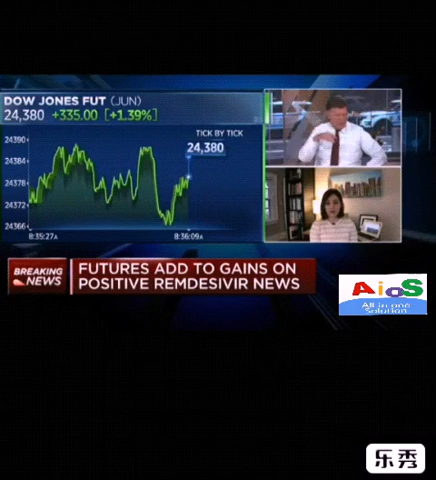 DOW JONES FUT (JUN)
24,380 +335.00 [+1.39%]
TICK BY TICK
24,380
24390
24384
24378
24372
24366
8:35:27A
8:36:09A
BREAKING NEWS
FUTURES ADD TO GAINS ON
POSITIVE REMDESIVIR NEWS
AiOS
All in one
Solution
乐秀